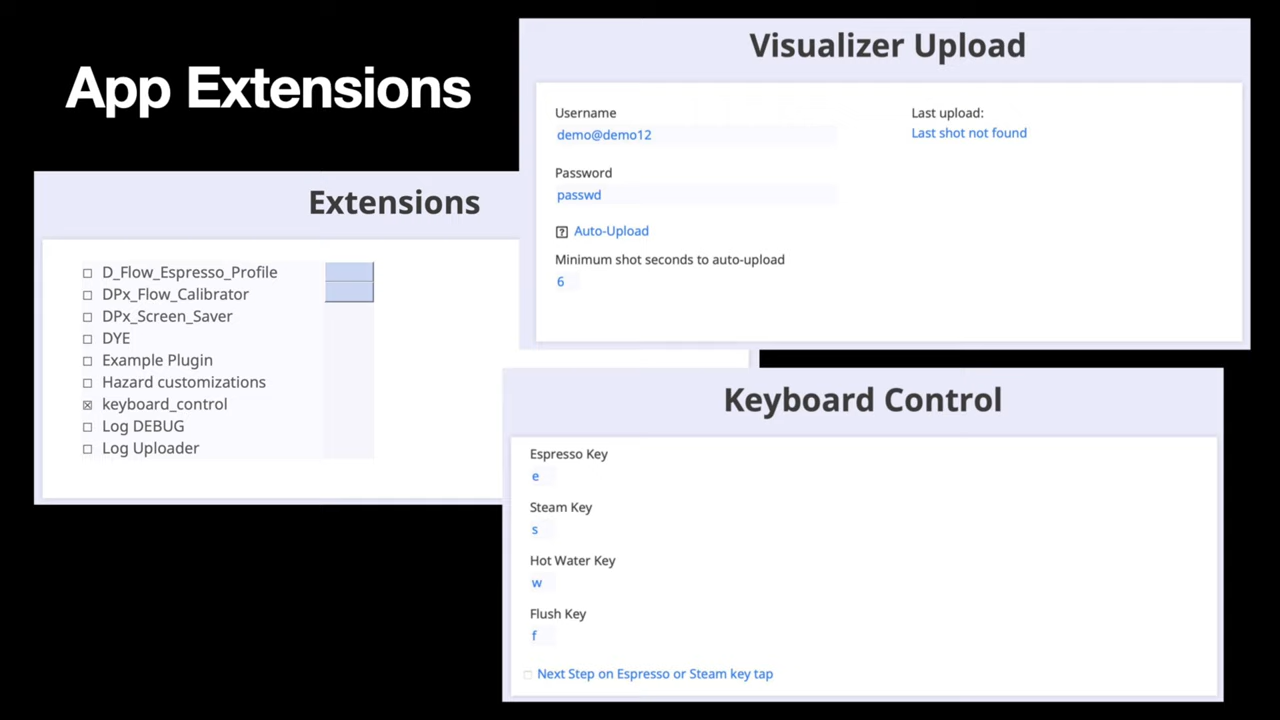 App Extensions
Extensions
D_Flow_Espresso_Profile
DPx_Flow_Calibrator
DPx_Screen_Saver
DYE
Example Plugin
Hazard customizations
keyboard_control
Log DEBUG
Log Uploader
Visualizer Upload
Username
demo@demo12
Password
passwd
Auto-Upload
Minimum shot seconds to auto-upload
6
Last upload:
Last shot not found
Keyboard Control
Espresso Key
e
Steam Key
s
Hot Water Key
w
Flush Key
f
Next Step on Espresso or Steam key tap